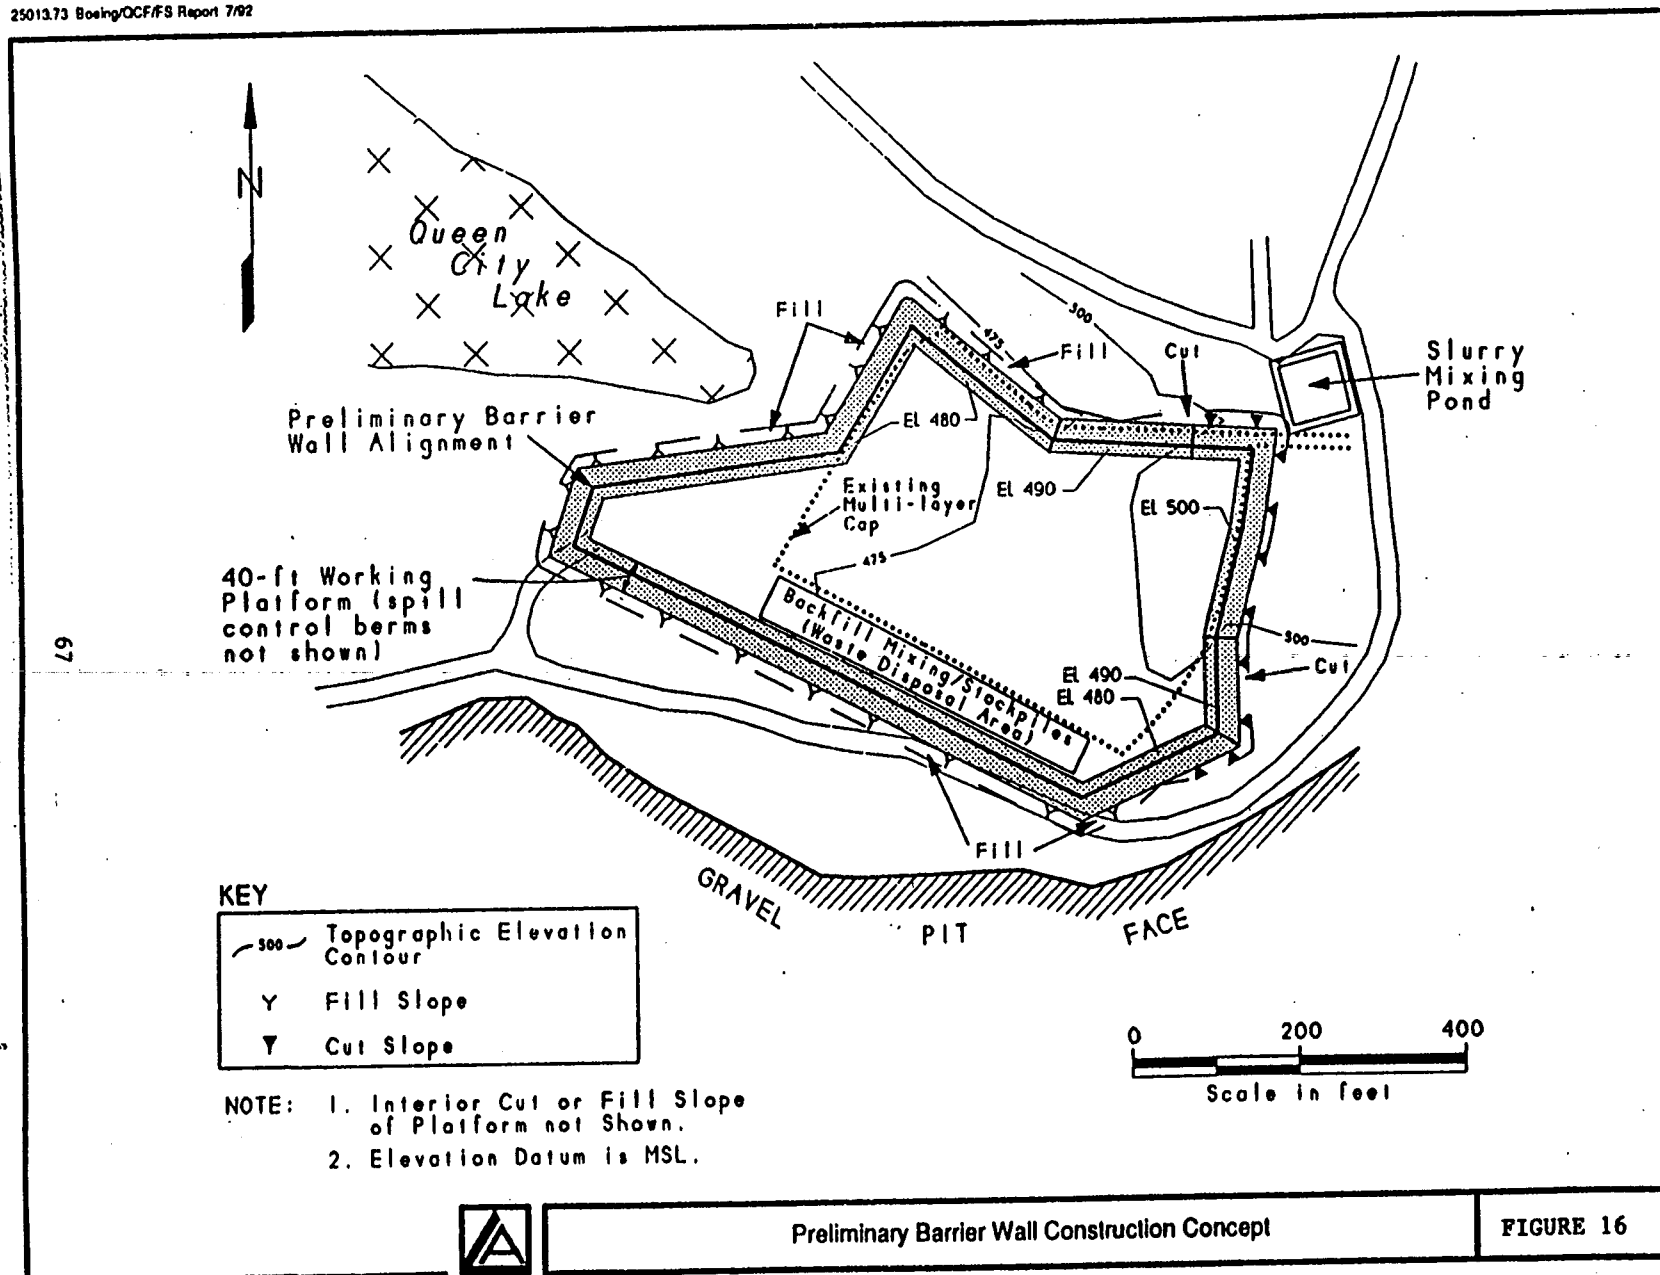 25013.73 Boeing/QCF/FS Report 7/92
N
Queen
City
Lake
Fill
475
500
Fill
Cut
Slurry
Mixing
Pond
Preliminary Barrier
Wall Alignment
El 480
Existing
Multi-layer
Cap
El 490
El 500
475
40-ft Working
Platform (spill
control berms
not shown)
Backfill Mixing/Stockpiles
(Waste Disposal Area)
500
Cut
El 490
El 480
67
Fill
GRAVEL
PIT
FACE
KEY
500
Topographic Elevation
Contour
Fill Slope
Cut Slope
0 200 400
Scale in feet
NOTE: 1. Interior Cut or Fill Slope
of Platform not Shown.
2. Elevation Datum is MSL.
Preliminary Barrier Wall Construction Concept
FIGURE 16